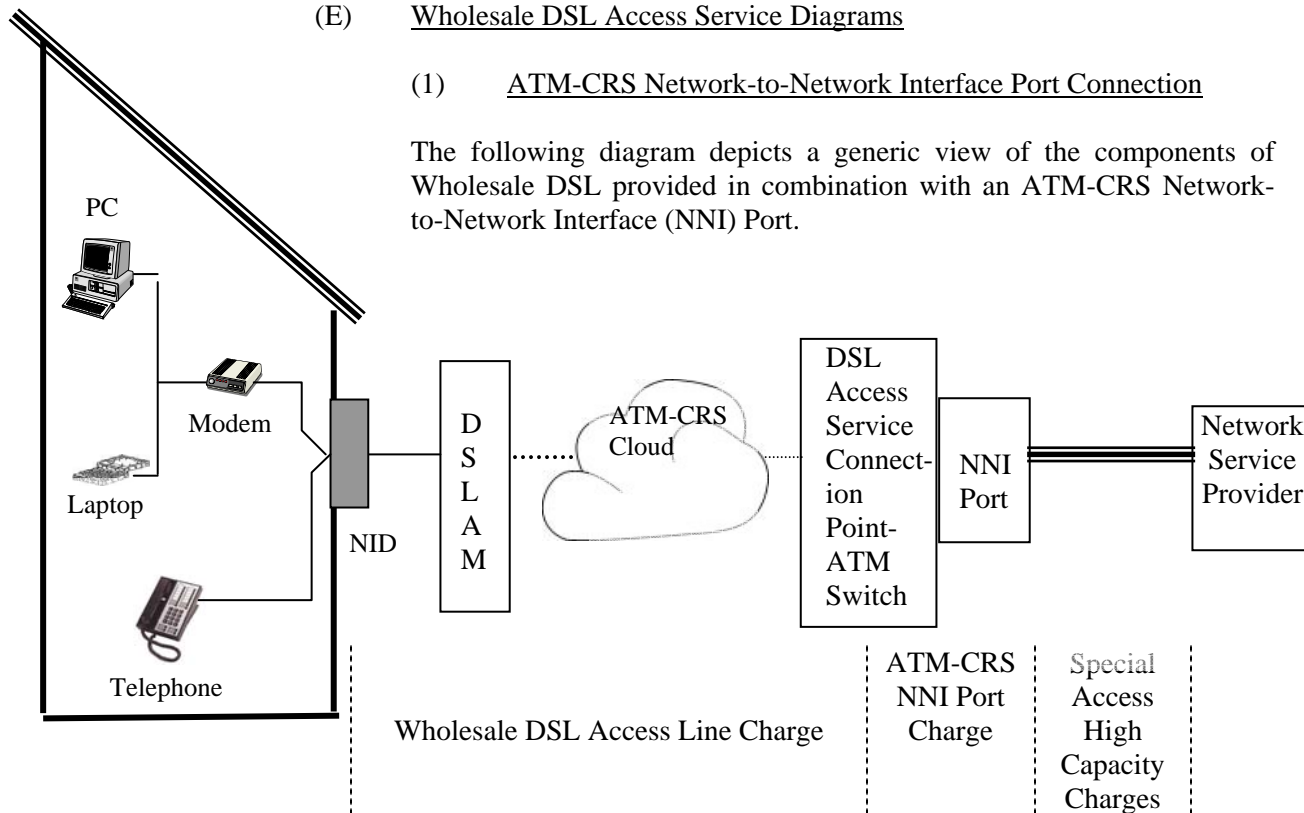 (E) Wholesale DSL Access Service Diagrams
(1) ATM-CRS Network-to-Network Interface Port Connection
The following diagram depicts a generic view of the components of
Wholesale DSL provided in combination with an ATM-CRS Network-
to-Network Interface (NNI) Port.
PC
Modem
Laptop
Telephone
NID
D
S
L
A
M
ATM-CRS
Cloud
DSL
Access
Service
Connect-
ion
Point-
ATM
Switch
NNI
Port
Network
Service
Provider
Wholesale DSL Access Line Charge
ATM-CRS
NNI Port
Charge
Special
Access
High
Capacity
Charges